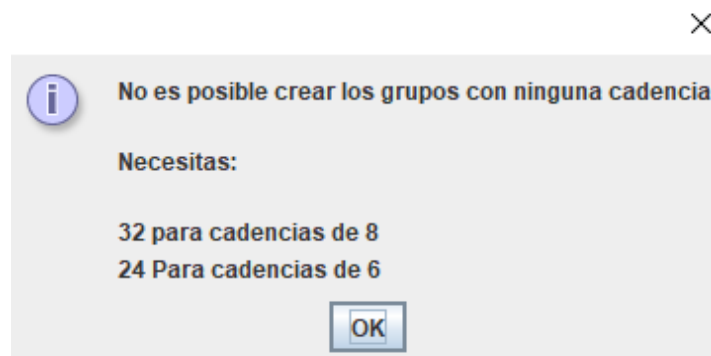 No es posible crear los grupos con ninguna cadencia
Necesitas:
32 para cadencias de 8
24 Para cadencias de 6
OK